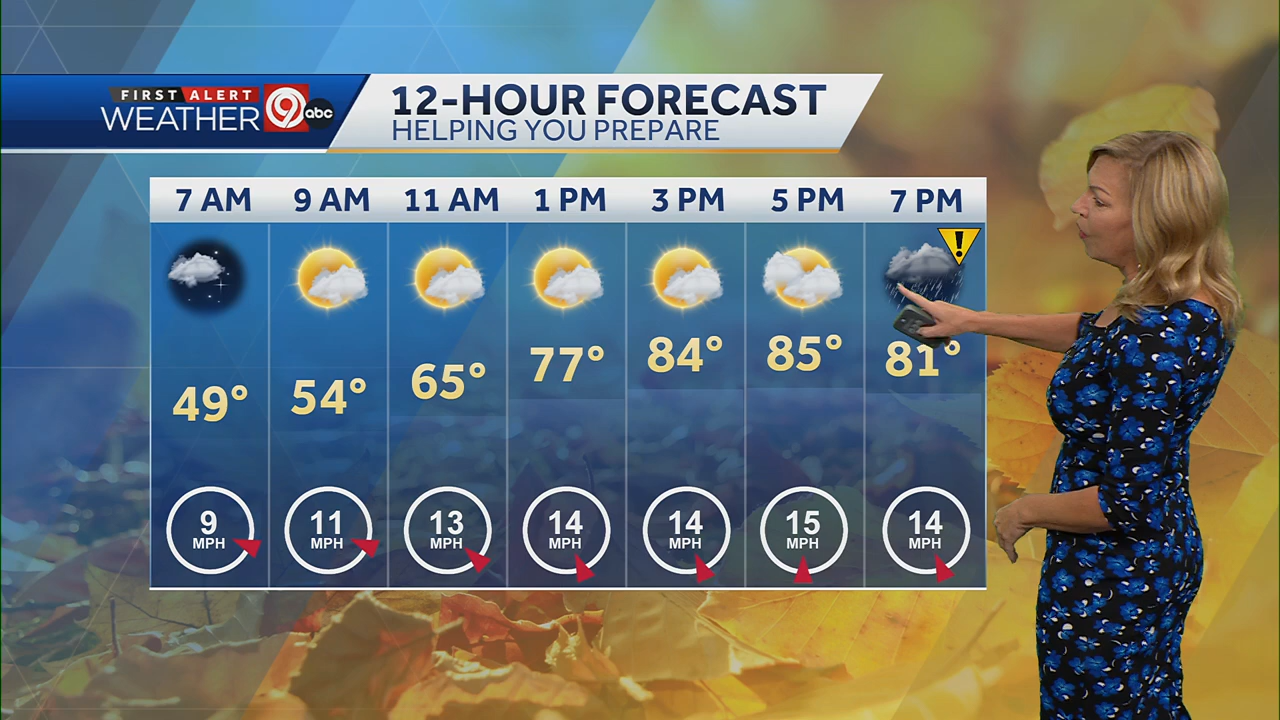 FIRST ALERT
WEATHER 9 abc
12-HOUR FORECAST
HELPING YOU PREPARE
7 AM 9 AM 11 AM 1 PM 3 PM 5 PM 7 PM
!
49° 54° 65° 77° 84° 85° 81°
9 11 13 14 14 15 14
MPH MPH MPH MPH MPH MPH MPH